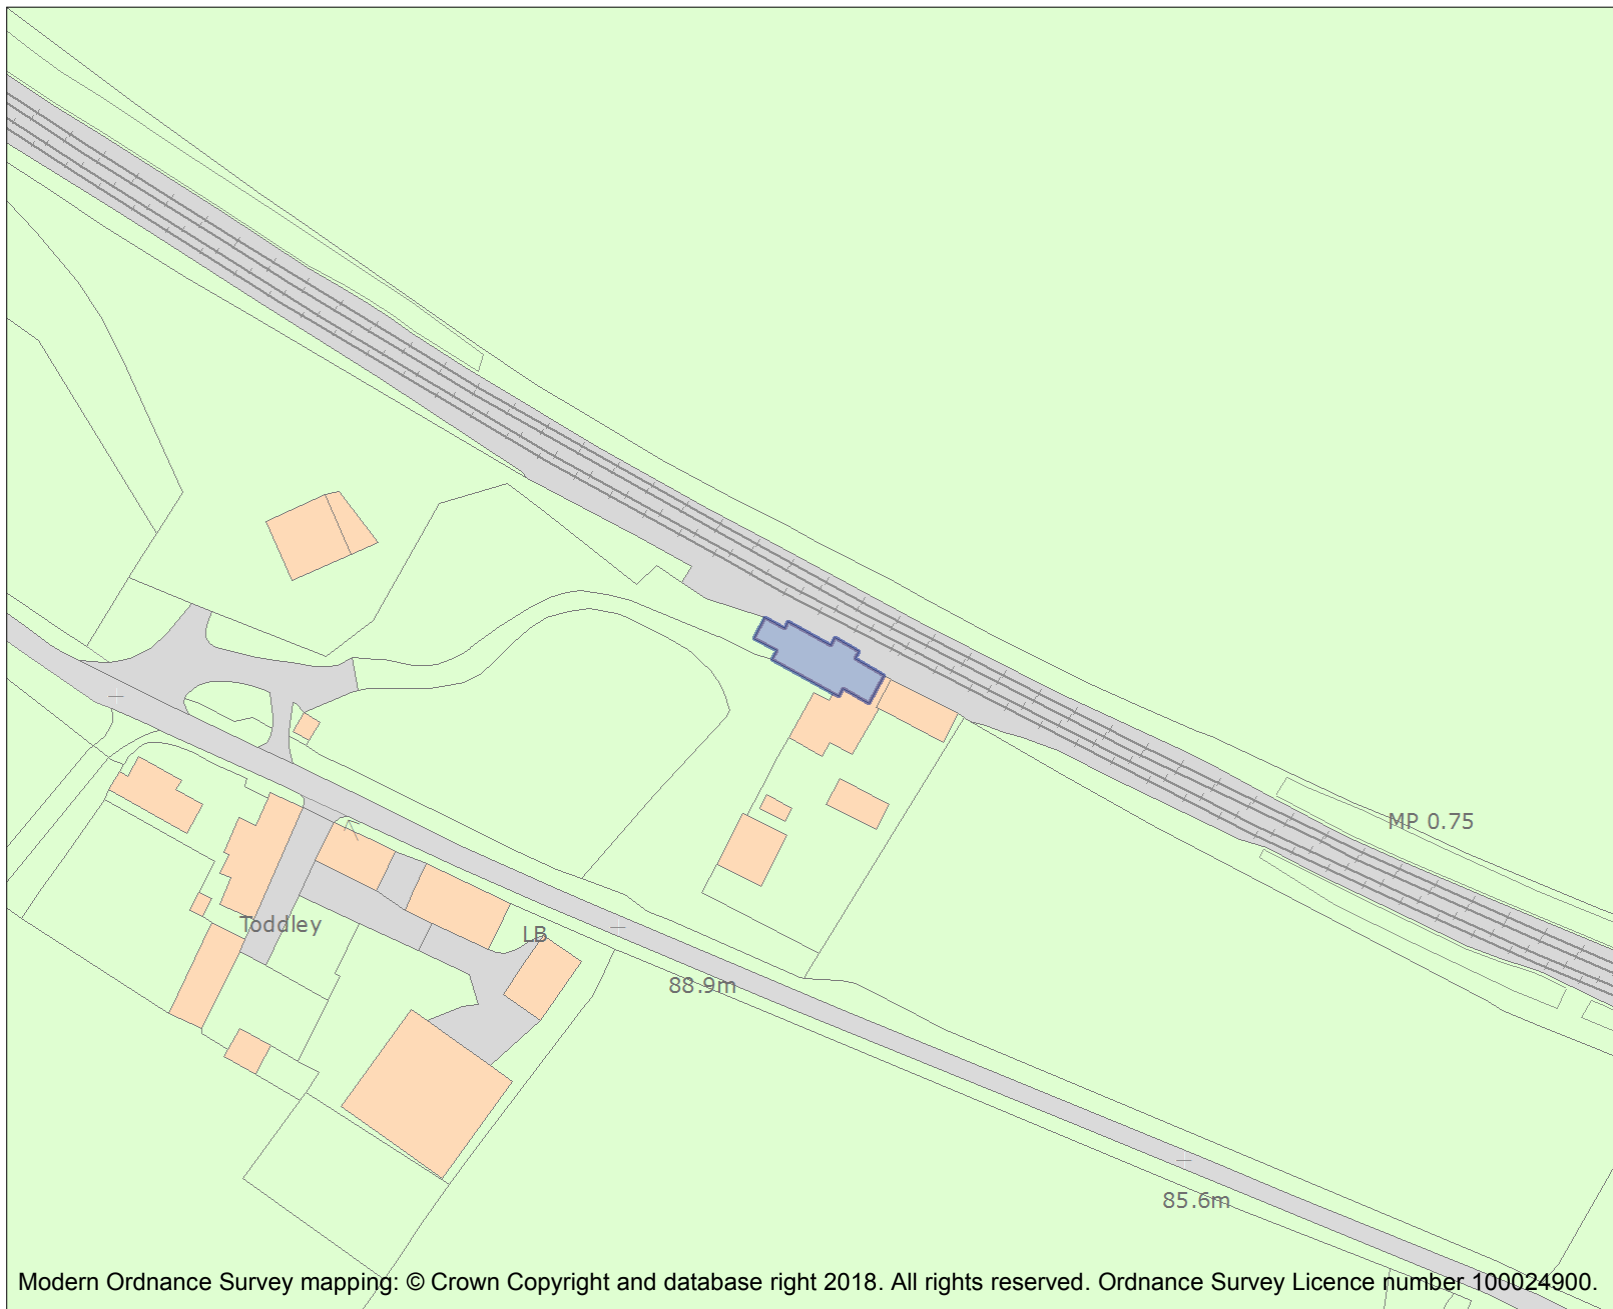 MP 0.75
Toddley
LB
88.9m
85.6m
Modern Ordnance Survey mapping: © Crown Copyright and database right 2018. All rights reserved. Ordnance Survey Licence number 100024900.